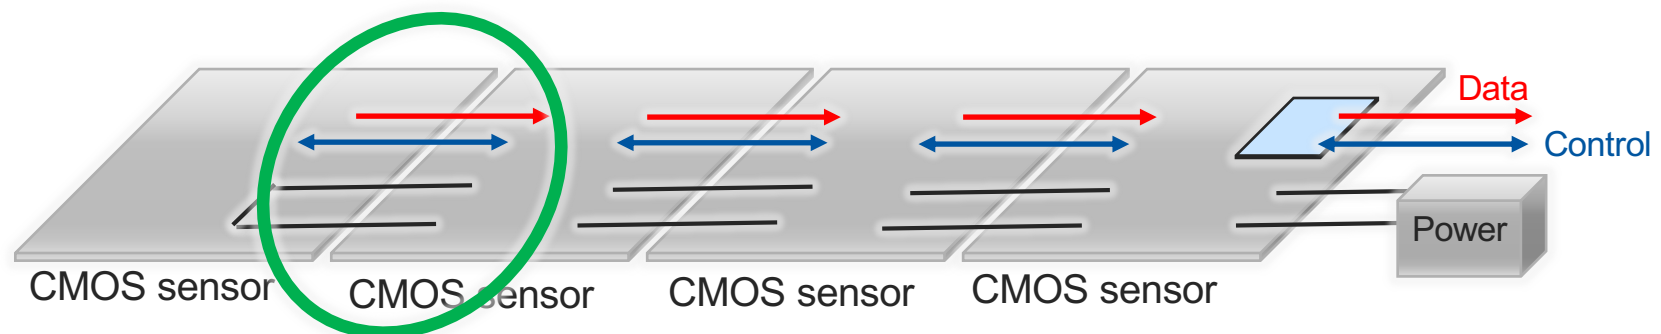 Data
Control
Power
CMOS sensor
CMOS sensor
CMOS sensor
CMOS sensor